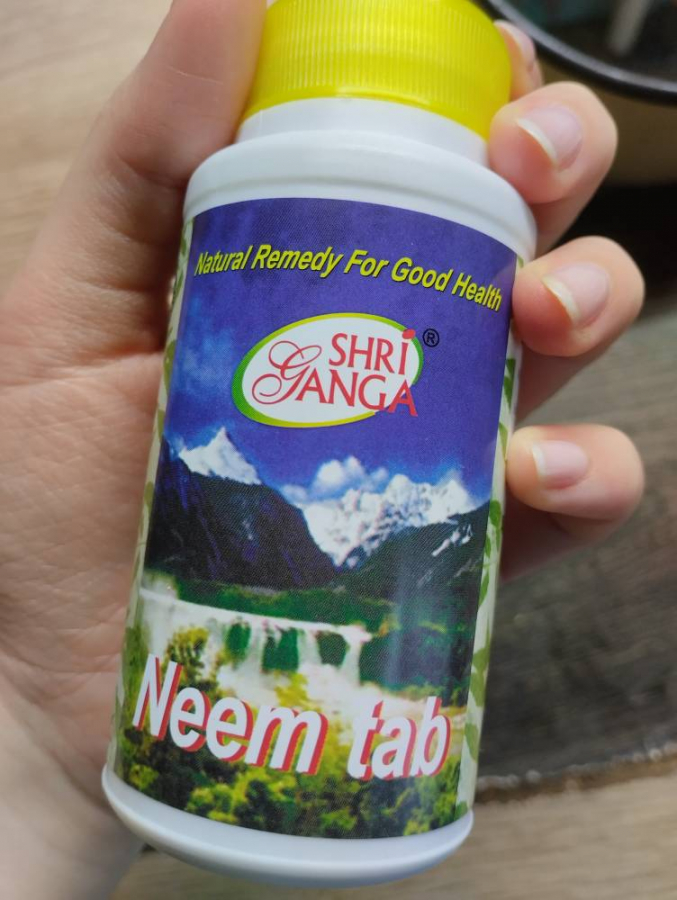 Natural Remedy For Good Health
SHRI
GANGA
®
Neem tab